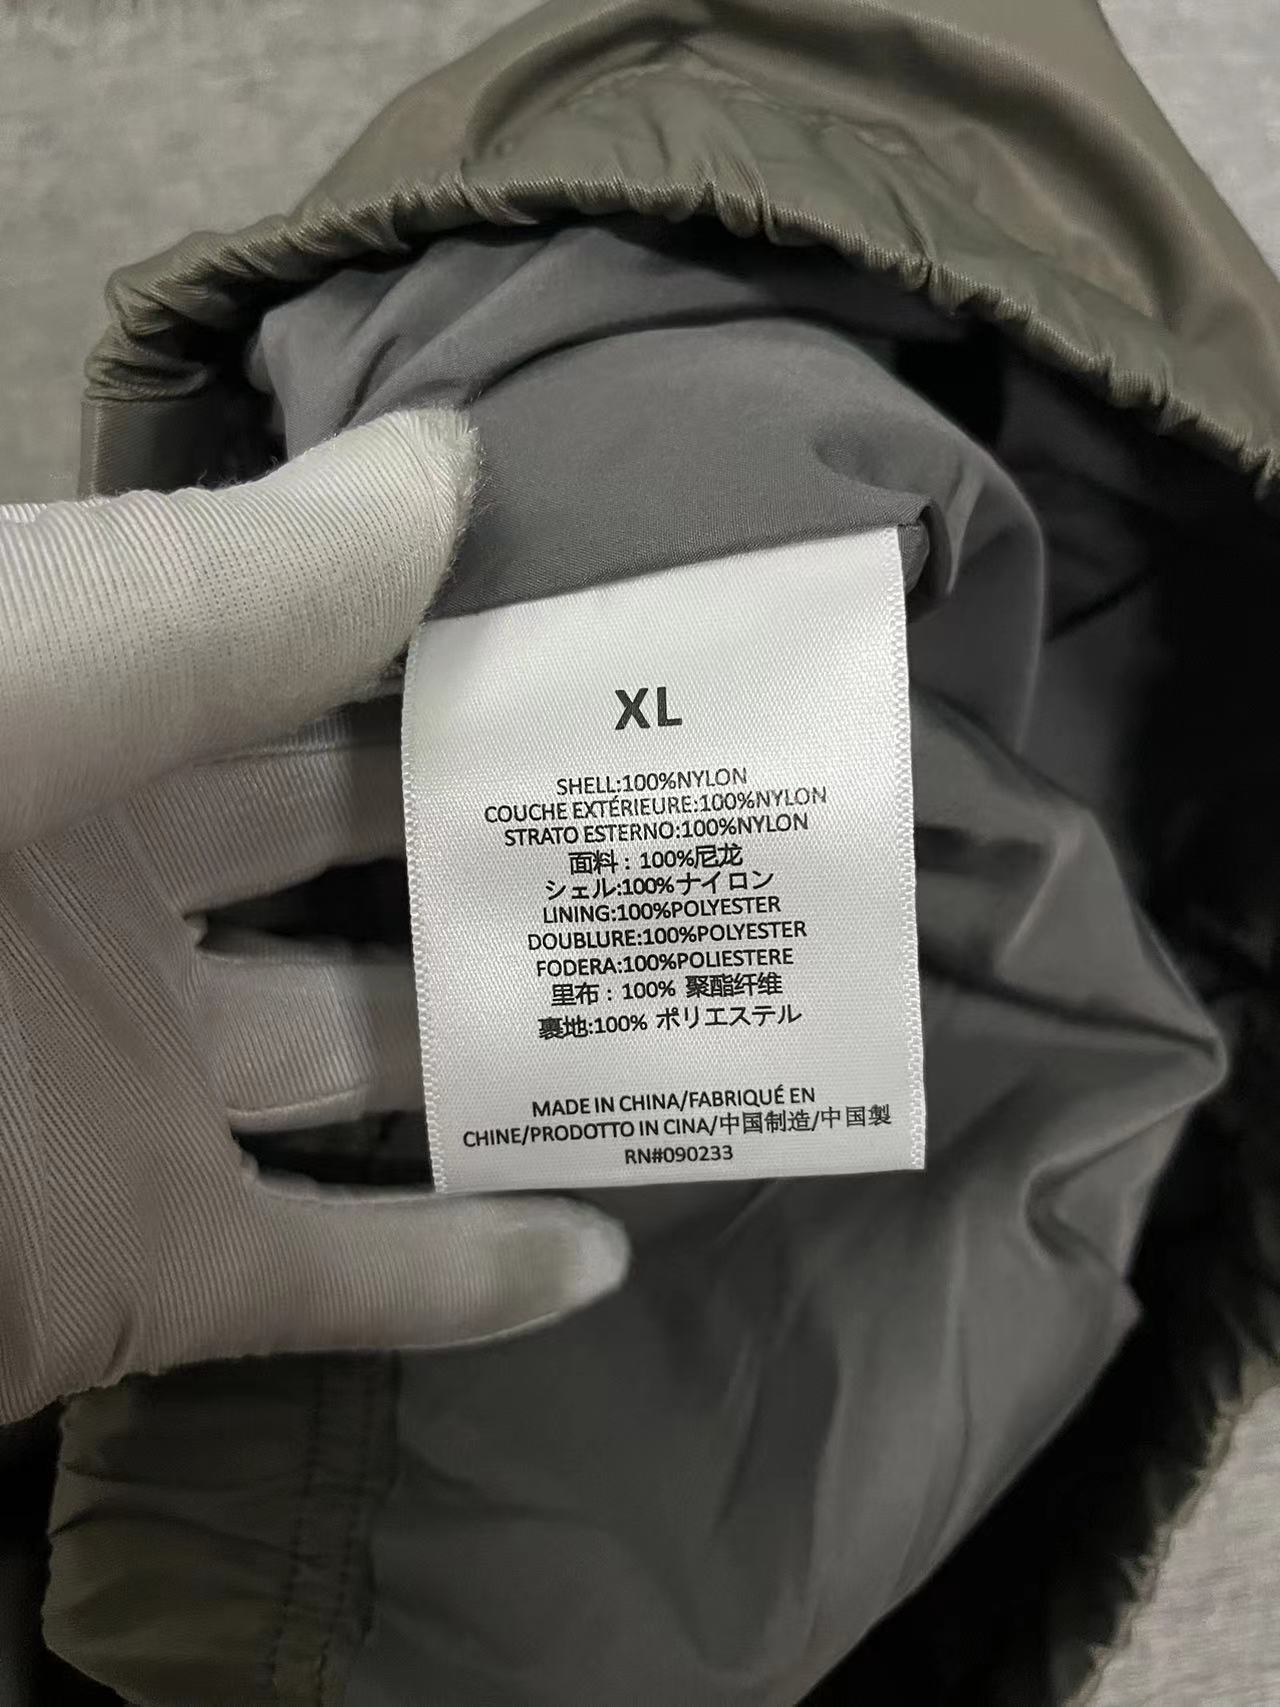 XL
SHELL:100%NYLON
COUCHE EXTÉRIEURE:100%NYLON
STRATO ESTERNO:100%NYLON
面料：100%尼龙
シェル:100%ナイロン
LINING:100%POLYESTER
DOUBLURE:100%POLYESTER
FODERA:100%POLIESTERE
里布：100% 聚酯纤维
裏地:100% ポリエステル
MADE IN CHINA/FABRIQUÉ EN
CHINE/PRODOTTO IN CINA/中国制造/中国製
RN#090233